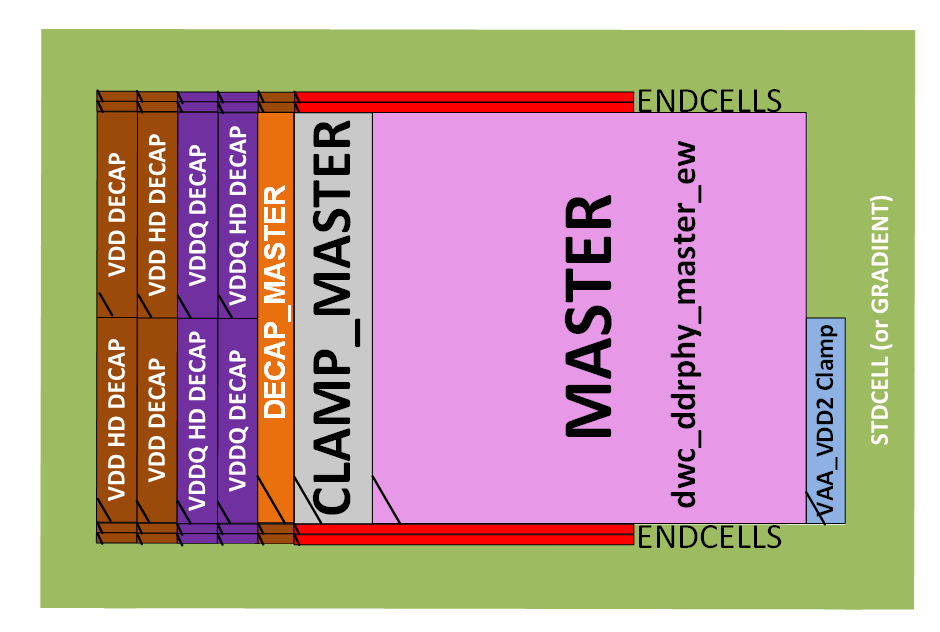 ENDCELLS
VDD DECAP
VDD HD DECAP
VDDQ DECAP
VDDQ HD DECAP
VDD HD DECAP
VDD DECAP
VDDQ HD DECAP
VDDQ DECAP
DECAP_MASTER
CLAMP_MASTER
MASTER
dwc_ddrphy_master_ew
VAA_VDD2 Clamp
STDCELL (or GRADIENT)
ENDCELLS